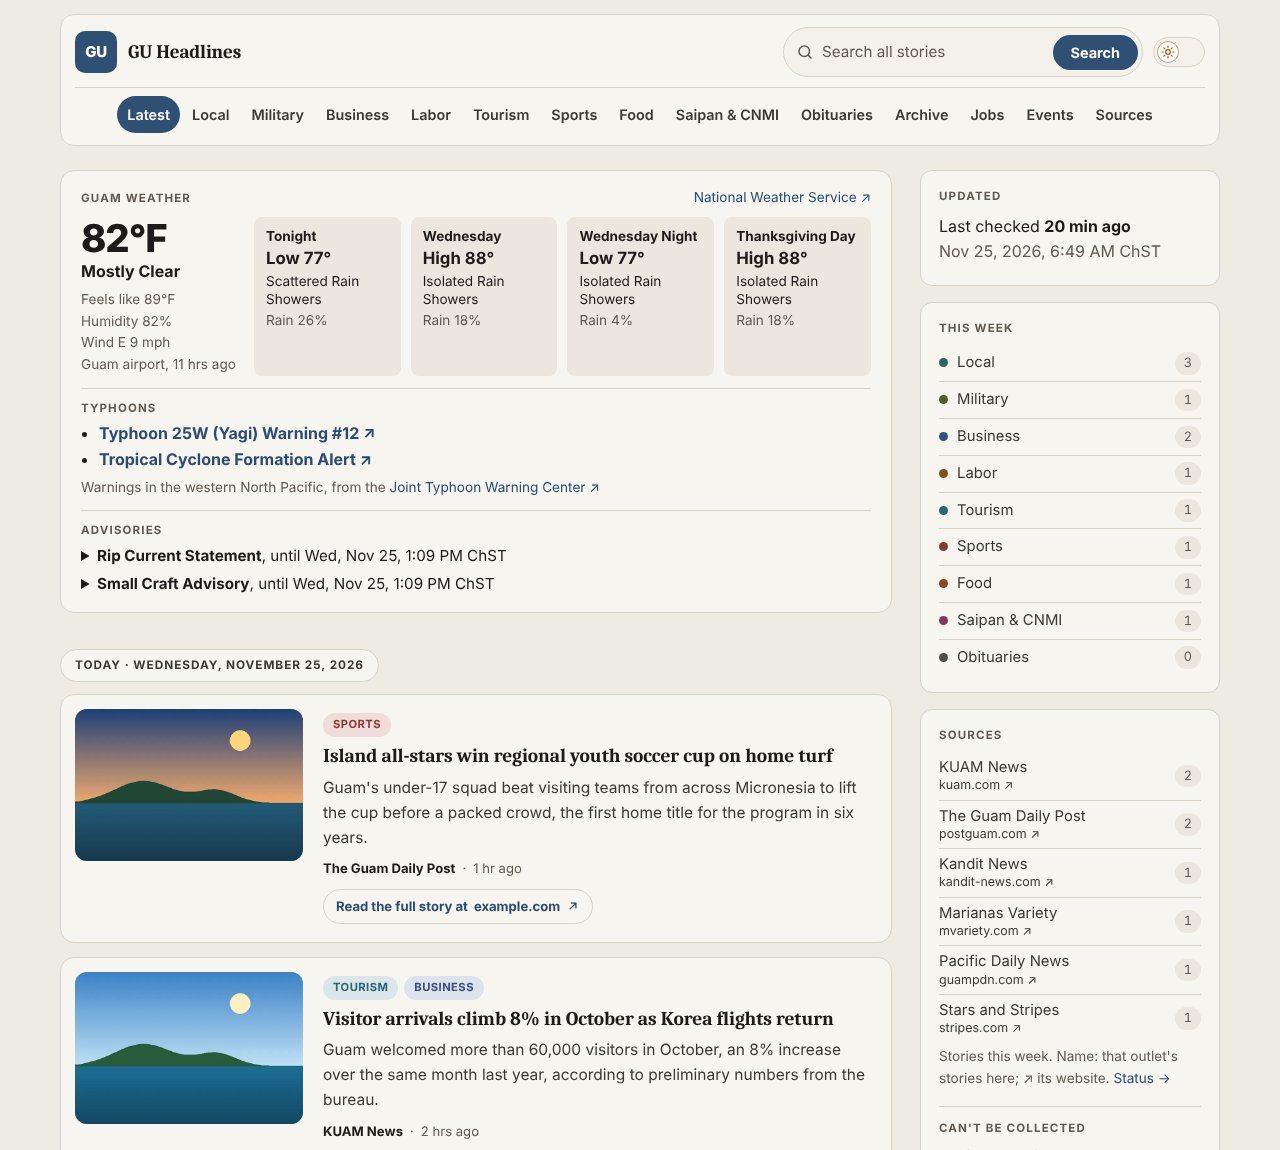 GU
GU Headlines
Search all stories
Search
Latest
Local
Military
Business
Labor
Tourism
Sports
Food
Saipan & CNMI
Obituaries
Archive
Jobs
Events
Sources
GUAM WEATHER
National Weather Service ↗
82°F
Mostly Clear
Feels like 89°F
Humidity 82%
Wind E 9 mph
Guam airport, 11 hrs ago
Tonight
Low 77°
Scattered Rain
Showers
Rain 26%
Wednesday
High 88°
Isolated Rain
Showers
Rain 18%
Wednesday Night
Low 77°
Isolated Rain
Showers
Rain 4%
Thanksgiving Day
High 88°
Isolated Rain
Showers
Rain 18%
TYPHOONS
• Typhoon 25W (Yagi) Warning #12 ↗
• Tropical Cyclone Formation Alert ↗
Warnings in the western North Pacific, from the Joint Typhoon Warning Center ↗
ADVISORIES
▶ Rip Current Statement, until Wed, Nov 25, 1:09 PM ChST
▶ Small Craft Advisory, until Wed, Nov 25, 1:09 PM ChST
TODAY · WEDNESDAY, NOVEMBER 25, 2026
SPORTS
Island all-stars win regional youth soccer cup on home turf
Guam's under-17 squad beat visiting teams from across Micronesia to lift
the cup before a packed crowd, the first home title for the program in six
years.
The Guam Daily Post · 1 hr ago
Read the full story at example.com ↗
TOURISM
BUSINESS
Visitor arrivals climb 8% in October as Korea flights return
Guam welcomed more than 60,000 visitors in October, an 8% increase
over the same month last year, according to preliminary numbers from the
bureau.
KUAM News · 2 hrs ago
UPDATED
Last checked 20 min ago
Nov 25, 2026, 6:49 AM ChST
THIS WEEK
Local 3
Military 1
Business 2
Labor 1
Tourism 1
Sports 1
Food 1
Saipan & CNMI 1
Obituaries 0
SOURCES
KUAM News 2
kuam.com ↗
The Guam Daily Post 2
postguam.com ↗
Kandit News 1
kandit-news.com ↗
Marianas Variety 1
mvariety.com ↗
Pacific Daily News 1
guampdn.com ↗
Stars and Stripes 1
stripes.com ↗
Stories this week. Name: that outlet's
stories here; ↗ its website. Status →
CAN'T BE COLLECTED